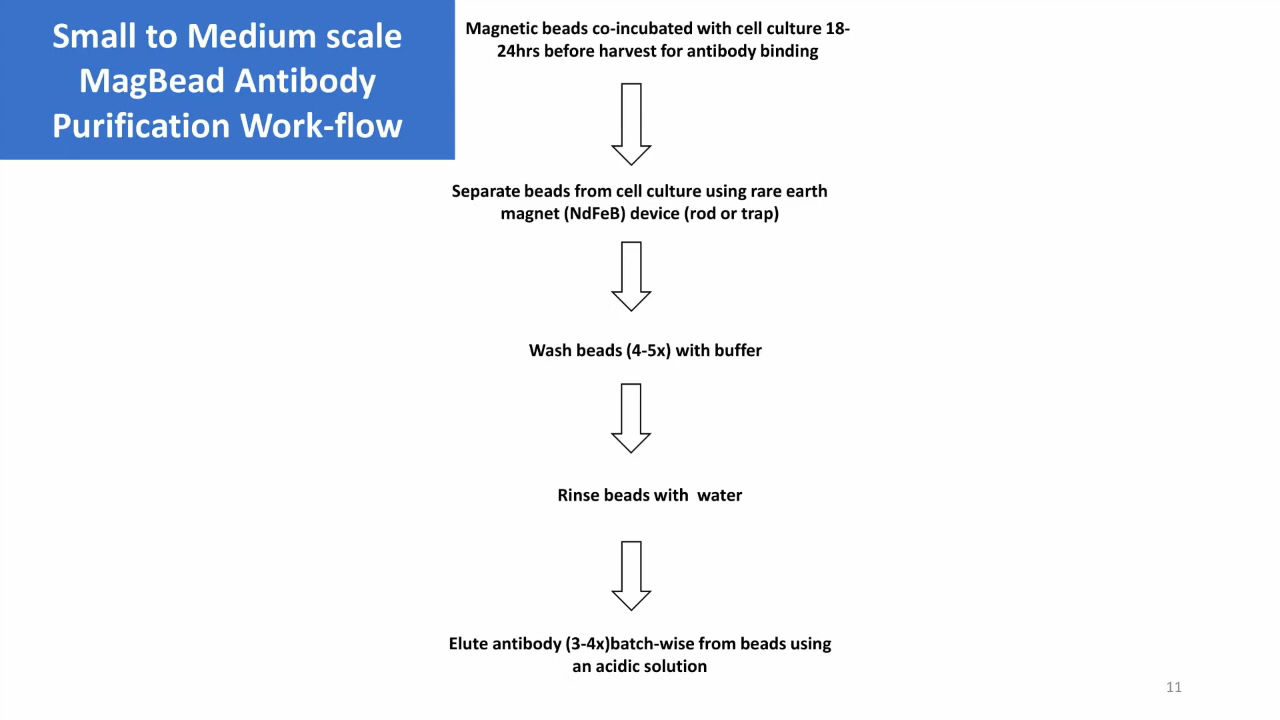 Small to Medium scale
MagBead Antibody
Purification Work-flow
Magnetic beads co-incubated with cell culture 18-
24hrs before harvest for antibody binding
Separate beads from cell culture using rare earth
magnet (NdFeB) device (rod or trap)
Wash beads (4-5x) with buffer
Rinse beads with  water
Elute antibody (3-4x)batch-wise from beads using
an acidic solution
11